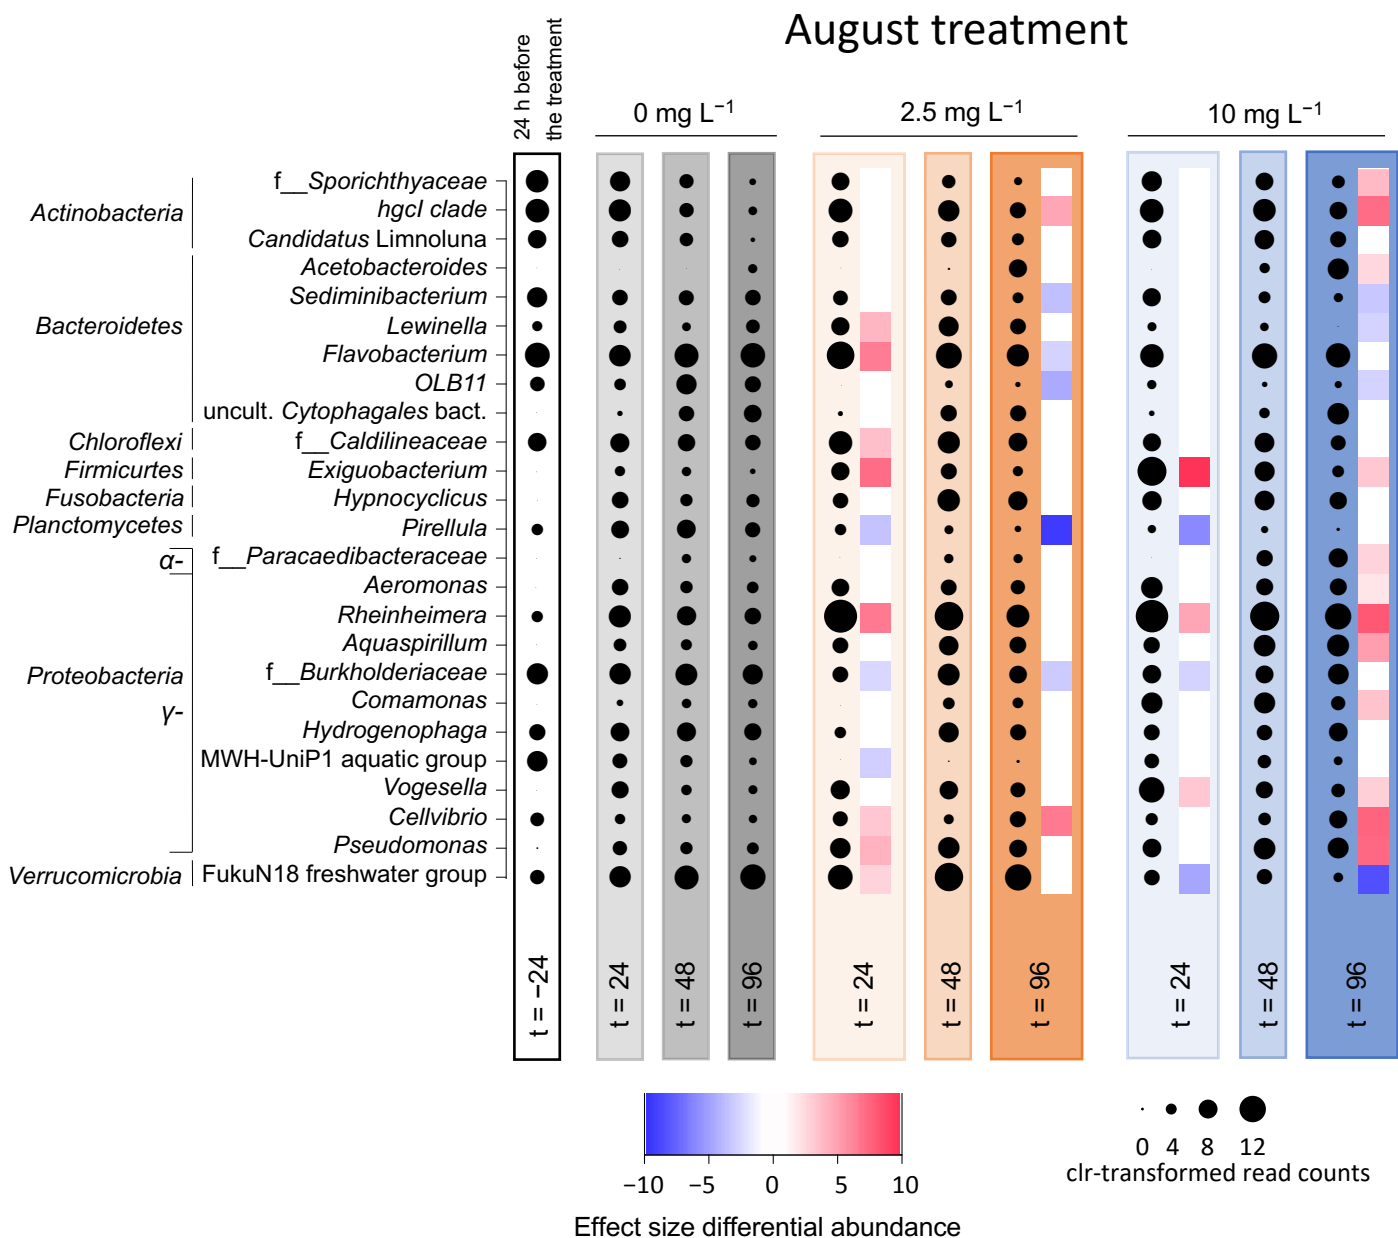 August treatment
24 h before
the treatment
0 mg L⁻¹
2.5 mg L⁻¹
10 mg L⁻¹
Actinobacteria
f__Sporichthyaceae
hgcI clade
Candidatus Limnoluna
Bacteroidetes
Acetobacteroides
Sediminibacterium
Lewinella
Flavobacterium
OLB11
uncult. Cytophagales bact.
Chloroflexi
f__Caldilineaceae
Firmicurtes
Exiguobacterium
Fusobacteria
Hypnocyclicus
Planctomycetes
Pirellula
α-
f__Paracaedibacteraceae
Aeromonas
Rheinheimera
Aquaspirillum
Proteobacteria
f__Burkholderiaceae
Comamonas
γ-
Hydrogenophaga
MWH-UniP1 aquatic group
Vogesella
Cellvibrio
Pseudomonas
Verrucomicrobia
FukuN18 freshwater group
t = −24
t = 24
t = 48
t = 96
t = 24
t = 48
t = 96
t = 24
t = 48
t = 96
−10 −5 0 5 10
Effect size differential abundance
0 4 8 12
clr-transformed read counts